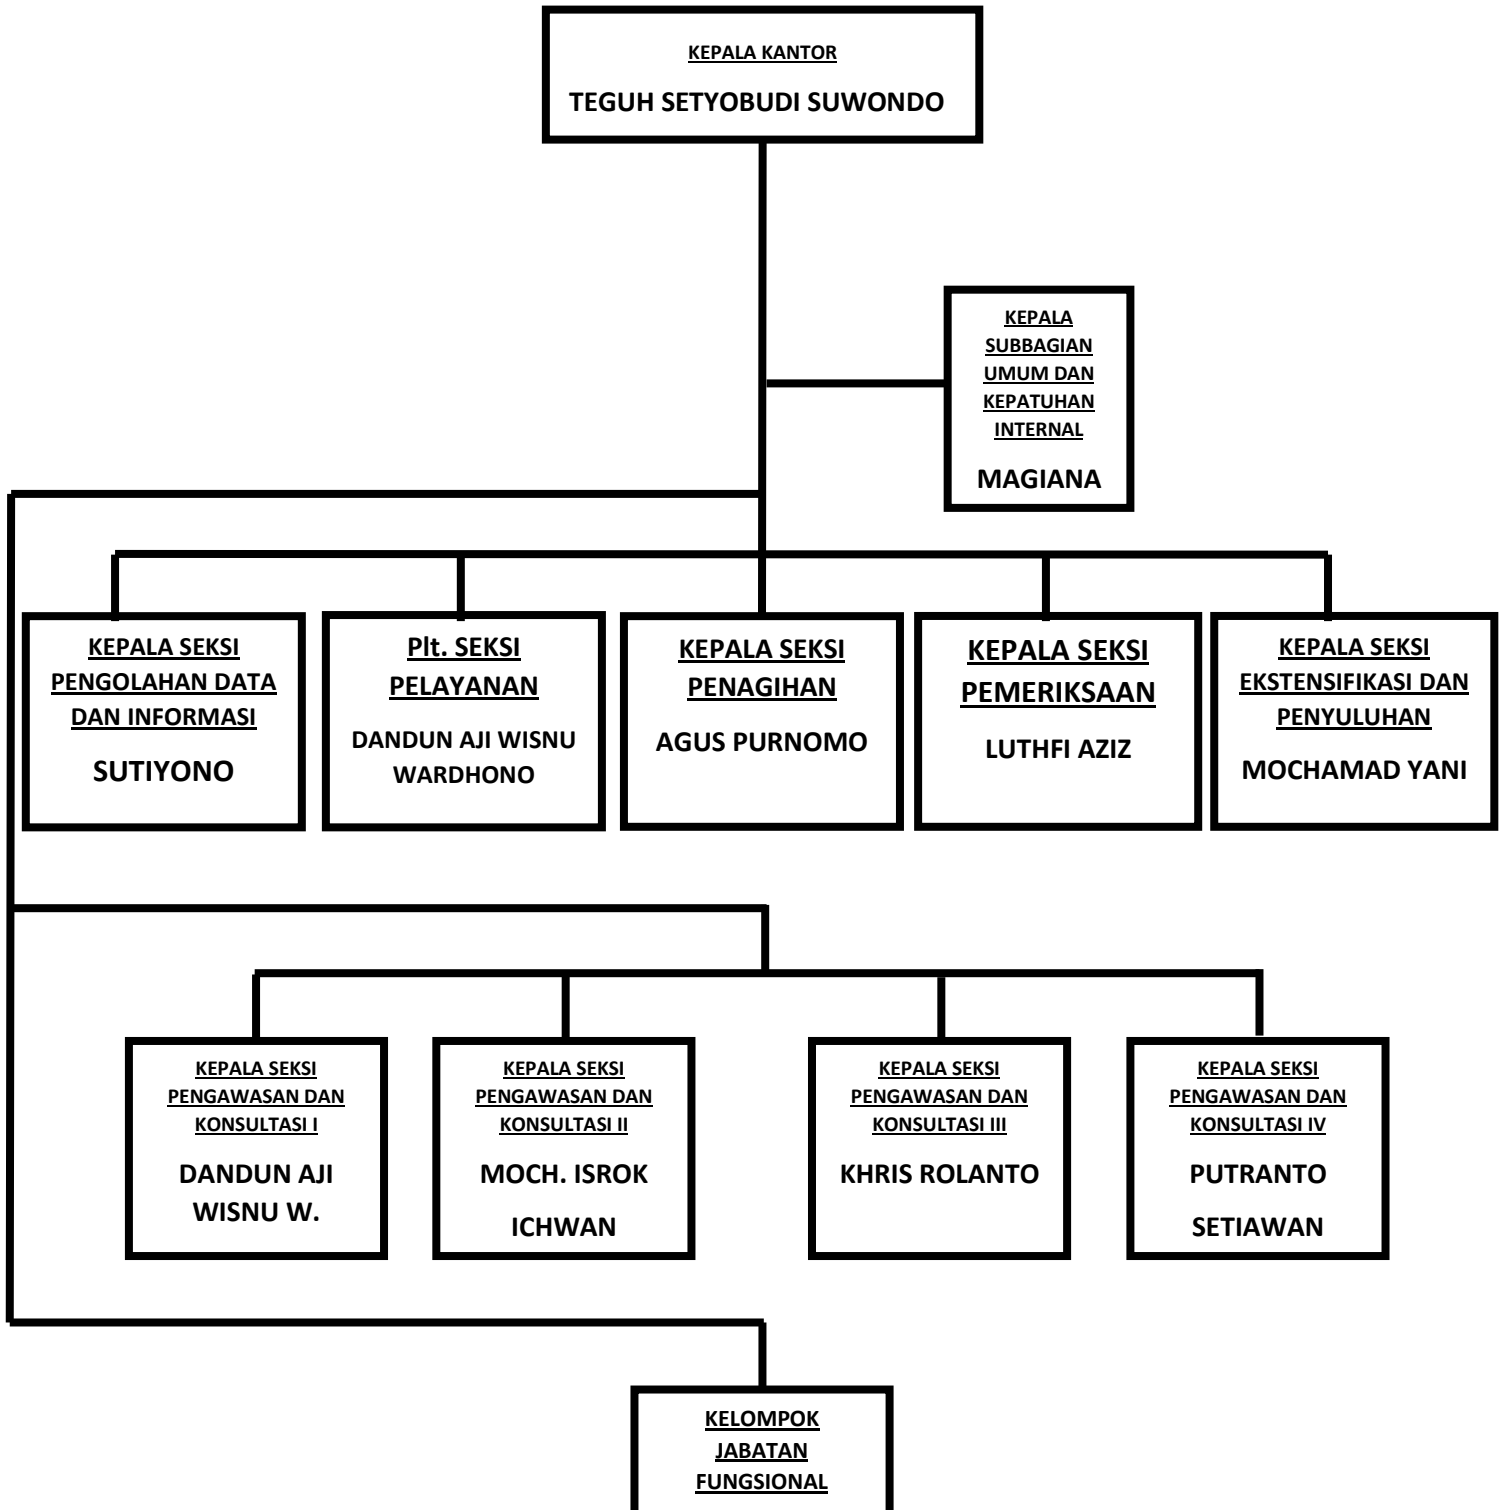 KEPALA KANTOR
TEGUH SETYOBUDI SUWONDO
KEPALA
SUBBAGIAN
UMUM DAN
KEPATUHAN
INTERNAL
MAGIANA
KEPALA SEKSI
PENGOLAHAN DATA
DAN INFORMASI
SUTIYONO
Plt. SEKSI
PELAYANAN
DANDUN AJI WISNU
WARDHONO
KEPALA SEKSI
PENAGIHAN
AGUS PURNOMO
KEPALA SEKSI
PEMERIKSAAN
LUTHFI AZIZ
KEPALA SEKSI
EKSTENSIFIKASI DAN
PENYULUHAN
MOCHAMAD YANI
KEPALA SEKSI
PENGAWASAN DAN
KONSULTASI I
DANDUN AJI
WISNU W.
KEPALA SEKSI
PENGAWASAN DAN
KONSULTASI II
MOCH. ISROK
ICHWAN
KEPALA SEKSI
PENGAWASAN DAN
KONSULTASI III
KHRIS ROLANTO
KEPALA SEKSI
PENGAWASAN DAN
KONSULTASI IV
PUTRANTO
SETIAWAN
KELOMPOK
JABATAN
FUNGSIONAL